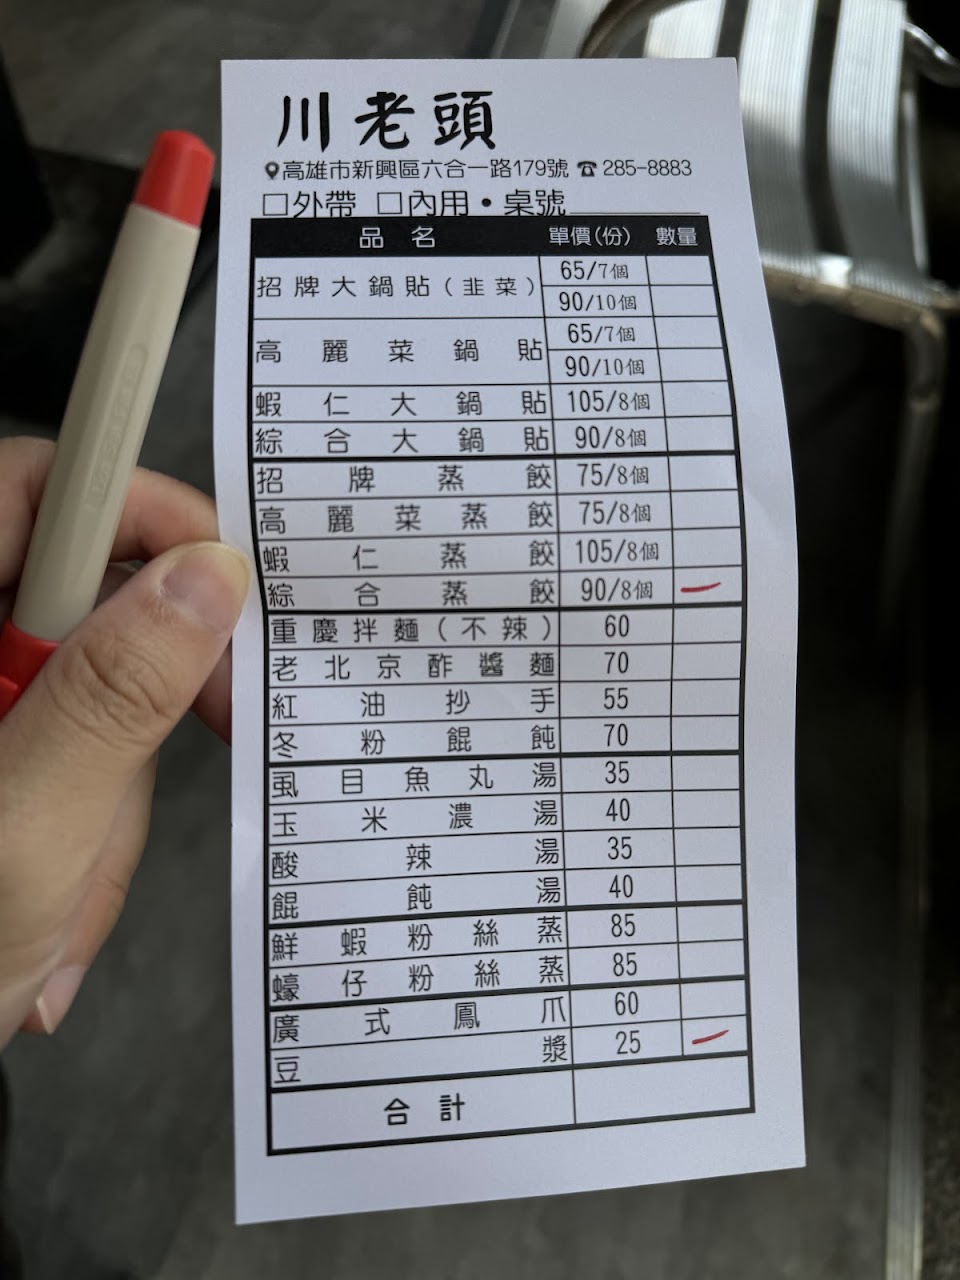 川老頭
高雄市新興區六合一路179號 ☎ 285-8883
□外帶 □內用・桌號
品名 單價(份) 數量
招牌大鍋貼(韭菜) 65/7個
90/10個
高麗菜鍋貼 65/7個
90/10個
蝦仁大鍋貼 105/8個
綜合大鍋貼 90/8個
招牌蒸餃 75/8個
高麗菜蒸餃 75/8個
蝦仁蒸餃 105/8個
綜合蒸餃 90/8個 一
重慶拌麵(不辣) 60
老北京酢醬麵 70
紅油抄手 55
冬粉餛飩 70
虱目魚丸湯 35
玉米濃湯 40
酸辣湯 35
餛飩湯 40
鮮蝦粉絲蒸 85
蠔仔粉絲蒸 85
廣式鳳爪 60
豆漿 25 一
合計